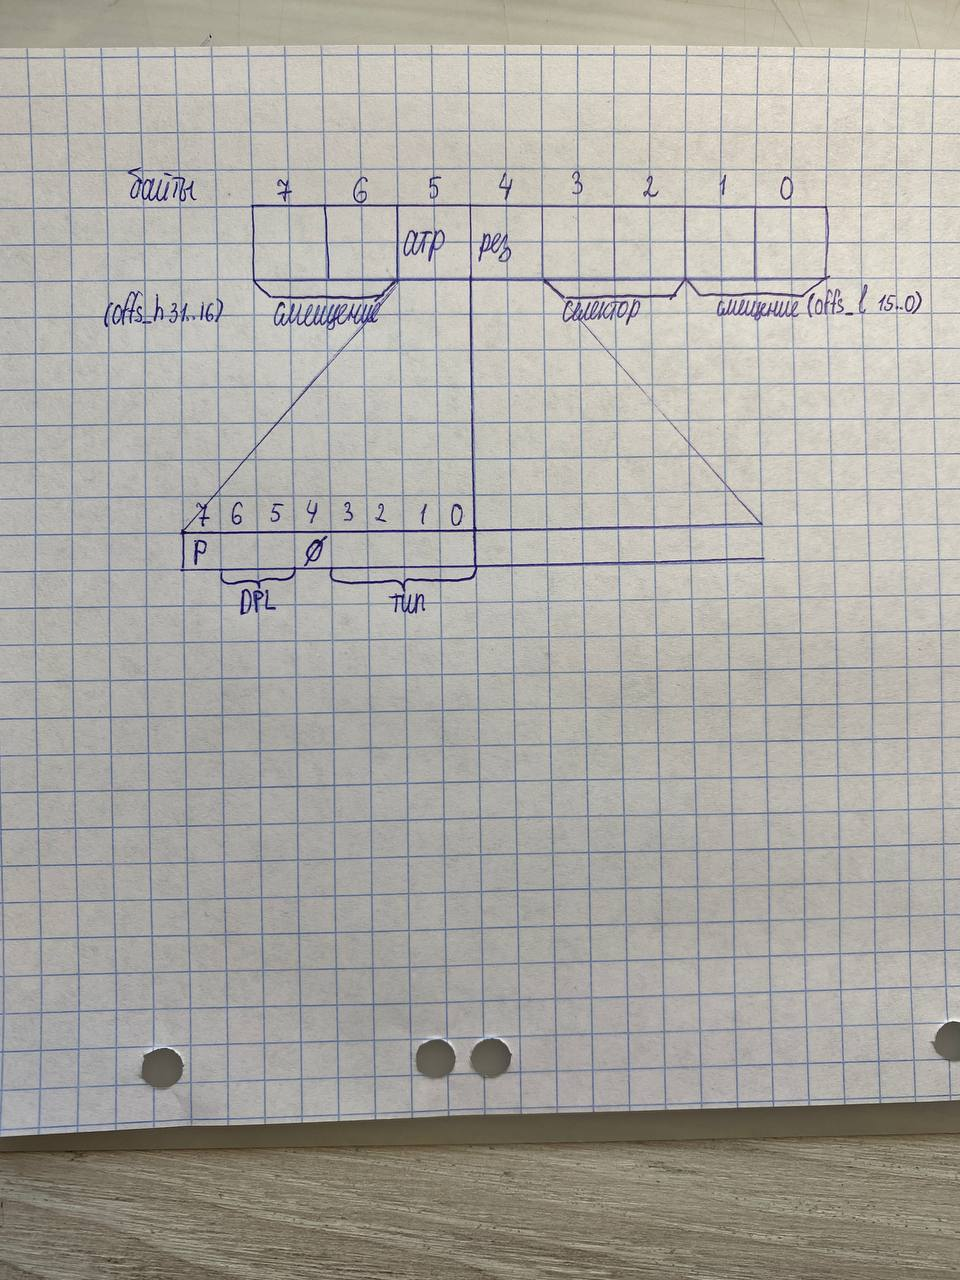 байты 7 6 5 4 3 2 1 0
атр рез
(offs_h 31..16) смещение селектор смещение (offs_l 15..0)
7 6 5 4 3 2 1 0
P Ø
DPL тип